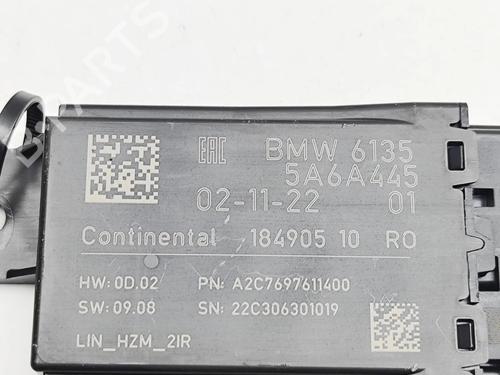 EAC BMW 6135
5A6A445
02-11-22 01
Continental 184905 10 RO
HW: 0D.02 PN: A2C7697611400
SW: 09.08 SN: 22C306301019
LIN_HZM_2IR
B-PARTS